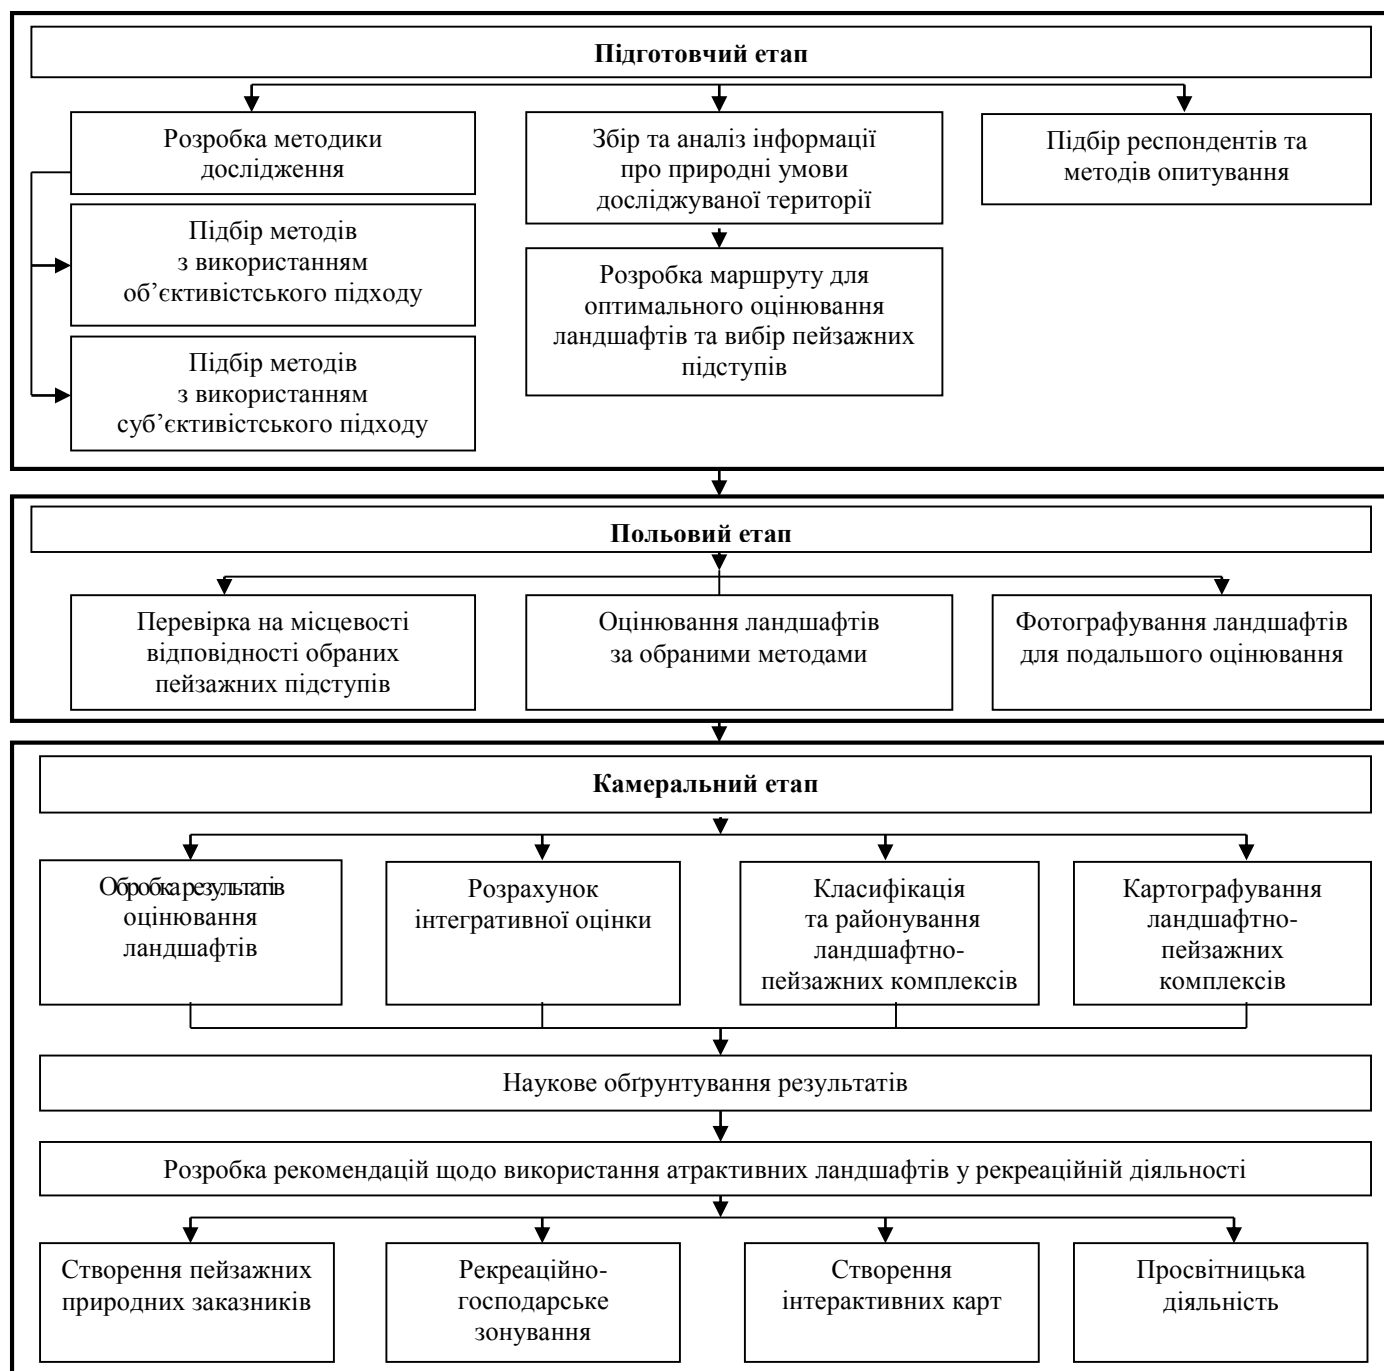 Підготовчий етап
Розробка методики
дослідження
Збір та аналіз інформації
про природні умови
досліджуваної території
Підбір респондентів та
методів опитування
Підбір методів
з використанням
об’єктивістського підходу
Розробка маршруту для
оптимального оцінювання
ландшафтів та вибір пейзажних
підступів
Підбір методів
з використанням
суб’єктивістського підходу
Польовий етап
Перевірка на місцевості
відповідності обраних
пейзажних підступів
Оцінювання ландшафтів
за обраними методами
Фотографування ландшафтів
для подальшого оцінювання
Камеральний етап
Обробка результатів
оцінювання
ландшафтів
Розрахунок
інтегративної оцінки
Класифікація
та районування
ландшафтно-
пейзажних комплексів
Картографування
ландшафтно-
пейзажних
комплексів
Наукове обґрунтування результатів
Розробка рекомендацій щодо використання атрактивних ландшафтів у рекреаційній діяльності
Створення пейзажних
природних заказників
Рекреаційно-
господарське
зонування
Створення
інтерактивних карт
Просвітницька
діяльність